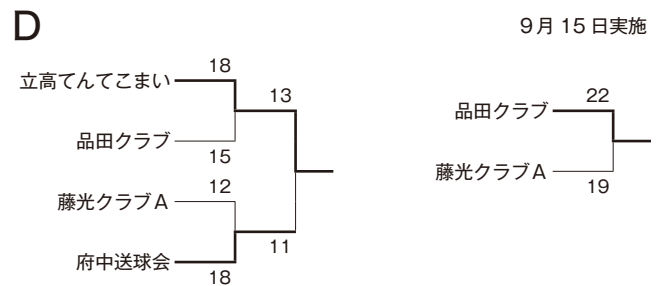 D
9月15日実施
立高てんてこまい 18
13
品田クラブ 15
藤光クラブA 12
11
府中送球会 18
品田クラブ 22
藤光クラブA 19